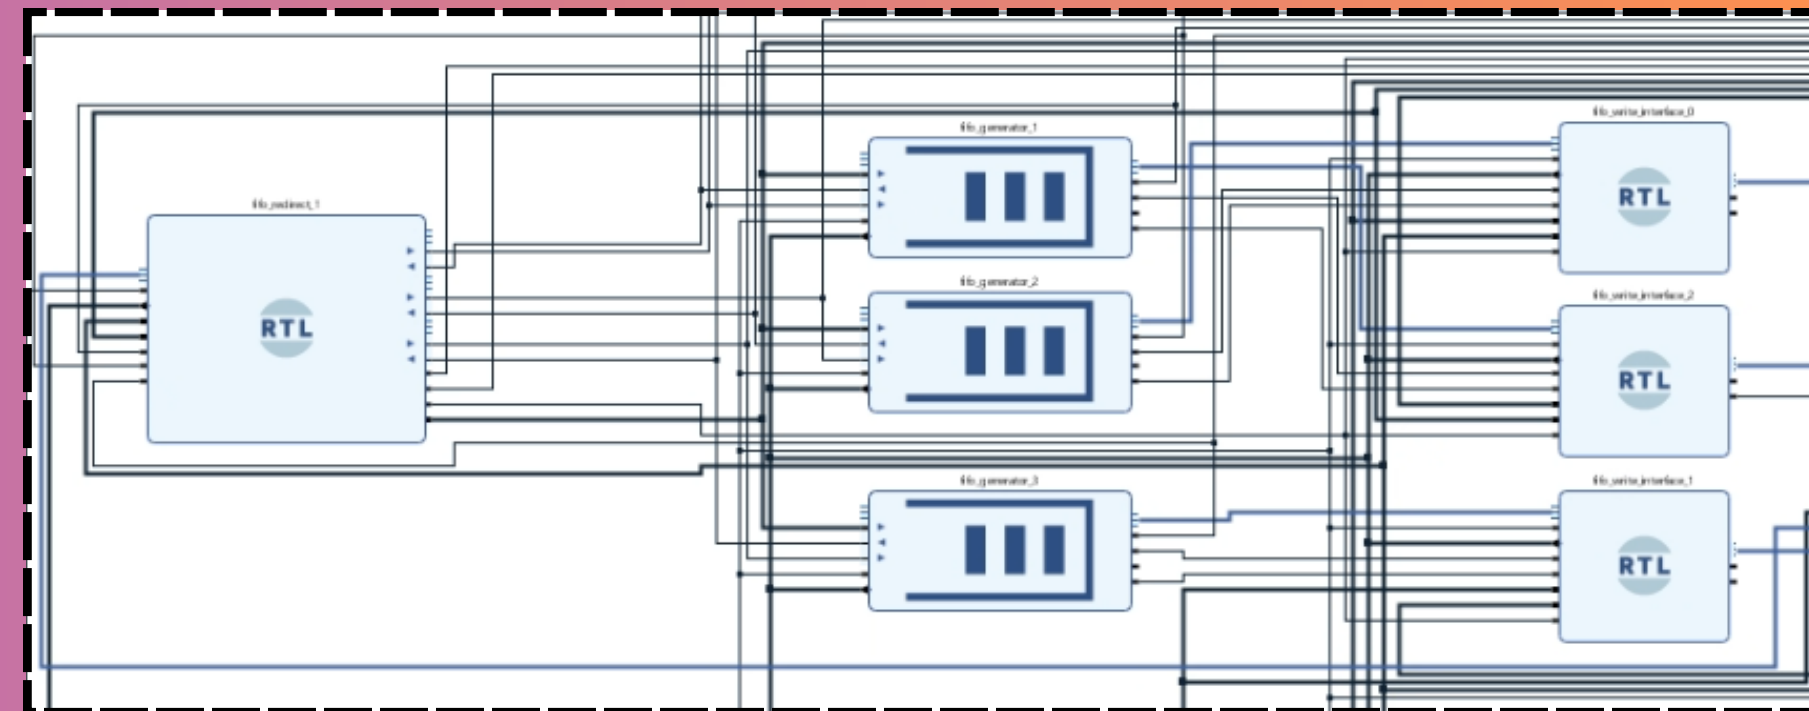 fifo_generator_1
fifo_write_interface_0
RTL
fifo_redirect_1
RTL
fifo_generator_2
fifo_write_interface_2
RTL
fifo_generator_3
fifo_write_interface_1
RTL